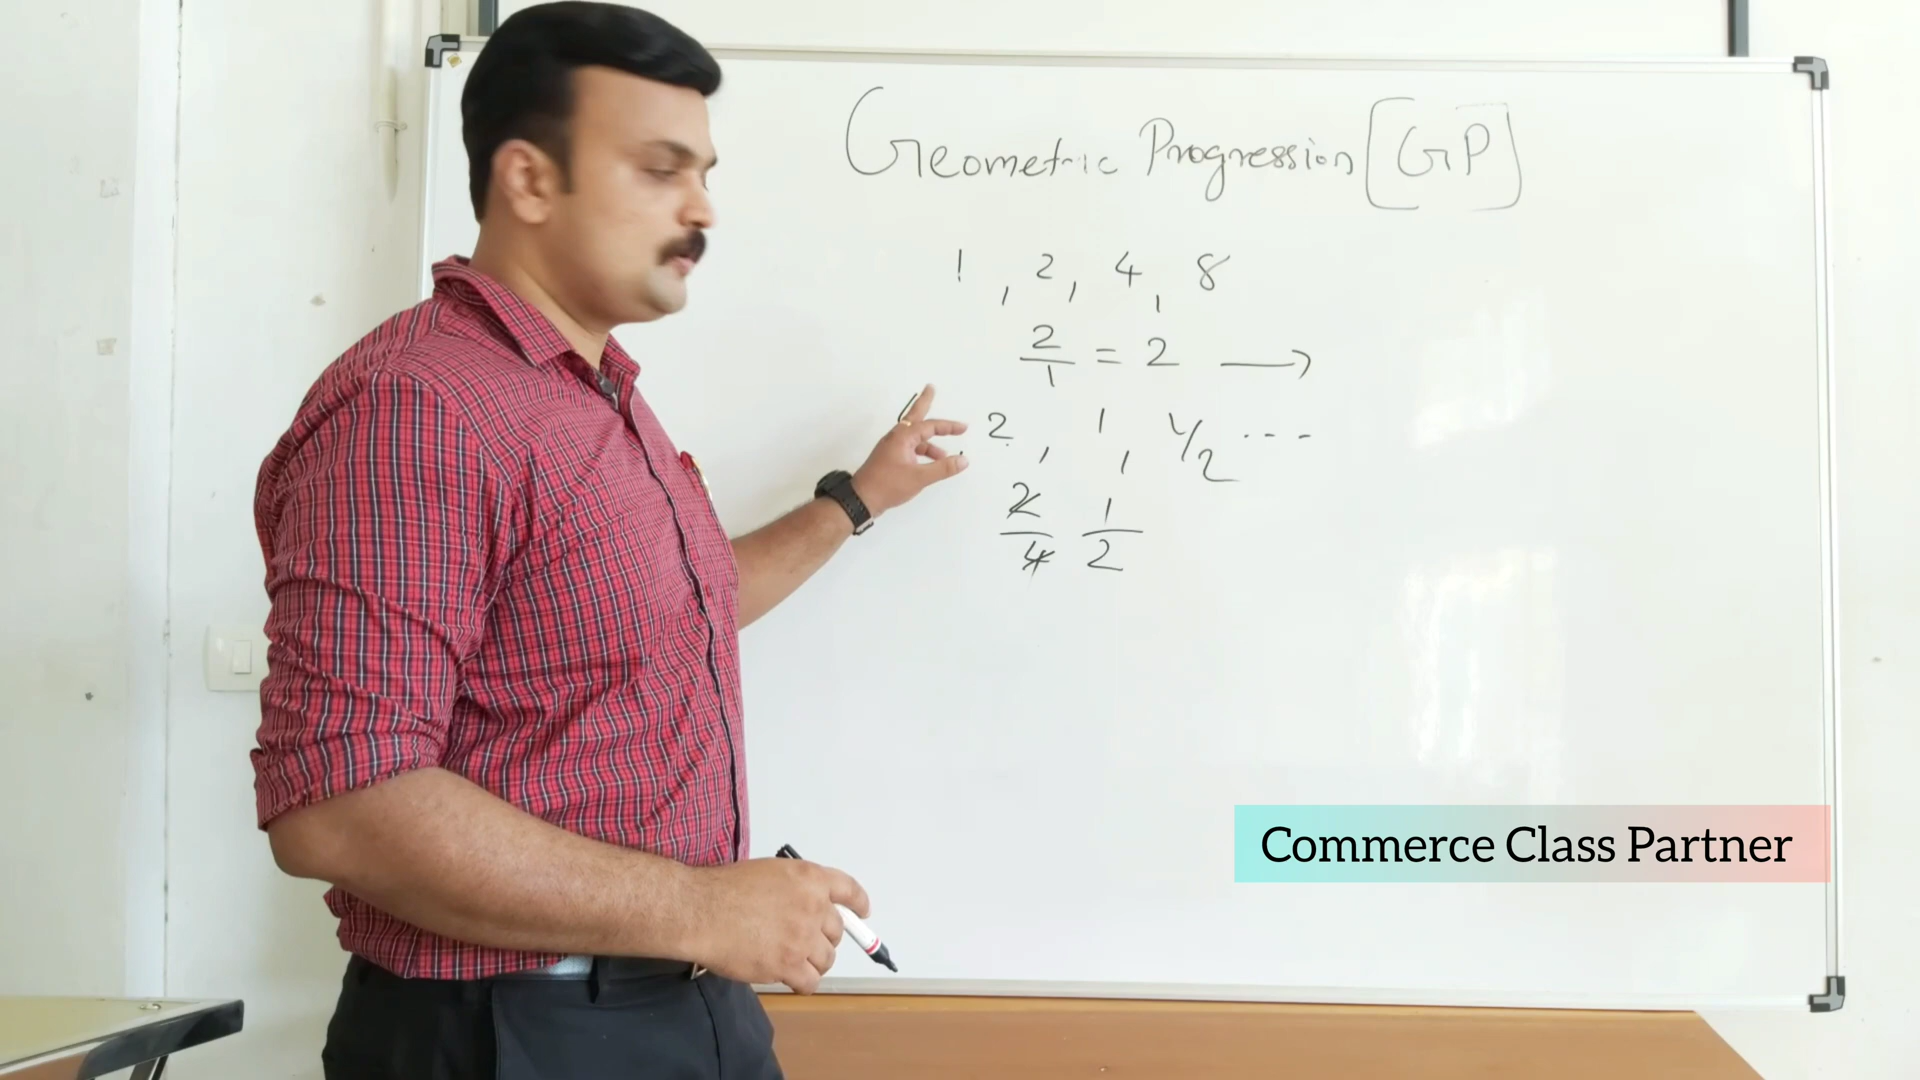 Geometric Progression [GP]
1, 2, 4, 8
2/1 = 2 →
2, 1, 1/2 ---
2/4 1/2
Commerce Class Partner